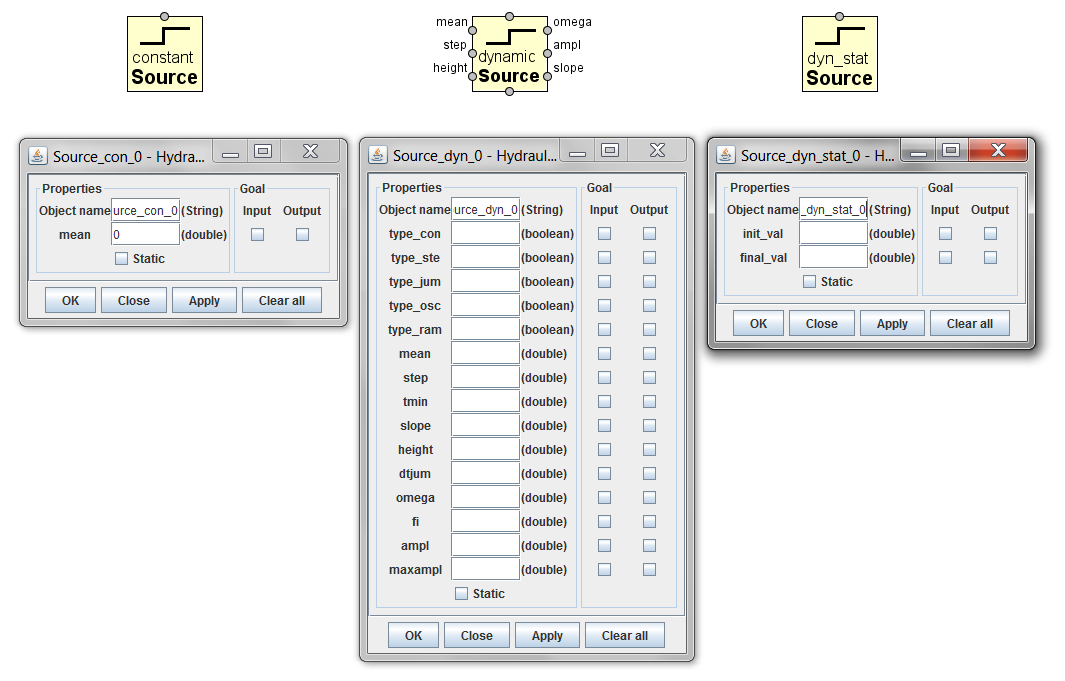 constant
Source
mean
step
height
dynamic
Source
omega
ampl
slope
dyn_stat
Source
Source_con_0 - Hydra...
Properties
Goal
Object name
urce_con_0
(String)
Input
Output
mean
0
(double)
Static
OK
Close
Apply
Clear all
Source_dyn_0 - Hydraul...
Properties
Goal
Object name
urce_dyn_0
(String)
Input
Output
type_con
(boolean)
type_ste
(boolean)
type_jum
(boolean)
type_osc
(boolean)
type_ram
(boolean)
mean
(double)
step
(double)
tmin
(double)
slope
(double)
height
(double)
dtjum
(double)
omega
(double)
fi
(double)
ampl
(double)
maxampl
(double)
Static
OK
Close
Apply
Clear all
Source_dyn_stat_0 - H...
Properties
Goal
Object name
_dyn_stat_0
(String)
Input
Output
init_val
(double)
final_val
(double)
Static
OK
Close
Apply
Clear all